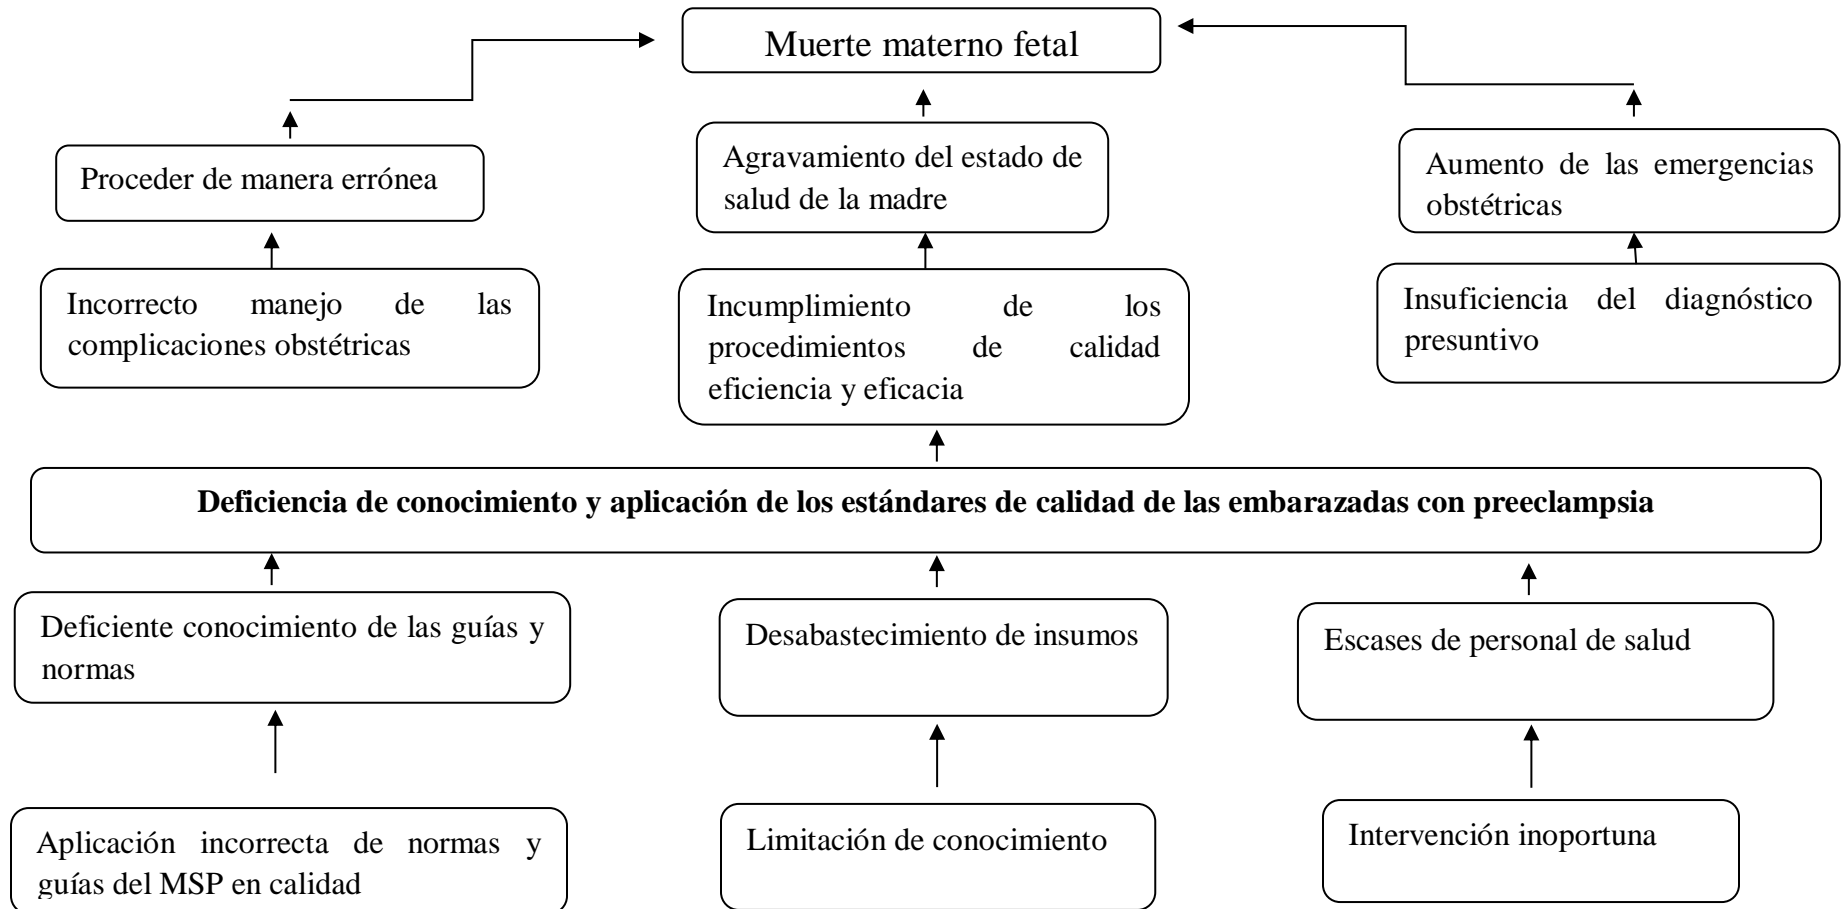 Muerte materno fetal
Proceder de manera errónea
Agravamiento del estado de
salud de la madre
Aumento de las emergencias
obstétricas
Incorrecto manejo de las
complicaciones obstétricas
Incumplimiento de los
procedimientos de calidad
eficiencia y eficacia
Insuficiencia del diagnóstico
presuntivo
Deficiencia de conocimiento y aplicación de los estándares de calidad de las embarazadas con preeclampsia
Deficiente conocimiento de las guías y
normas
Desabastecimiento de insumos
Escases de personal de salud
Aplicación incorrecta de normas y
guías del MSP en calidad
Limitación de conocimiento
Intervención inoportuna